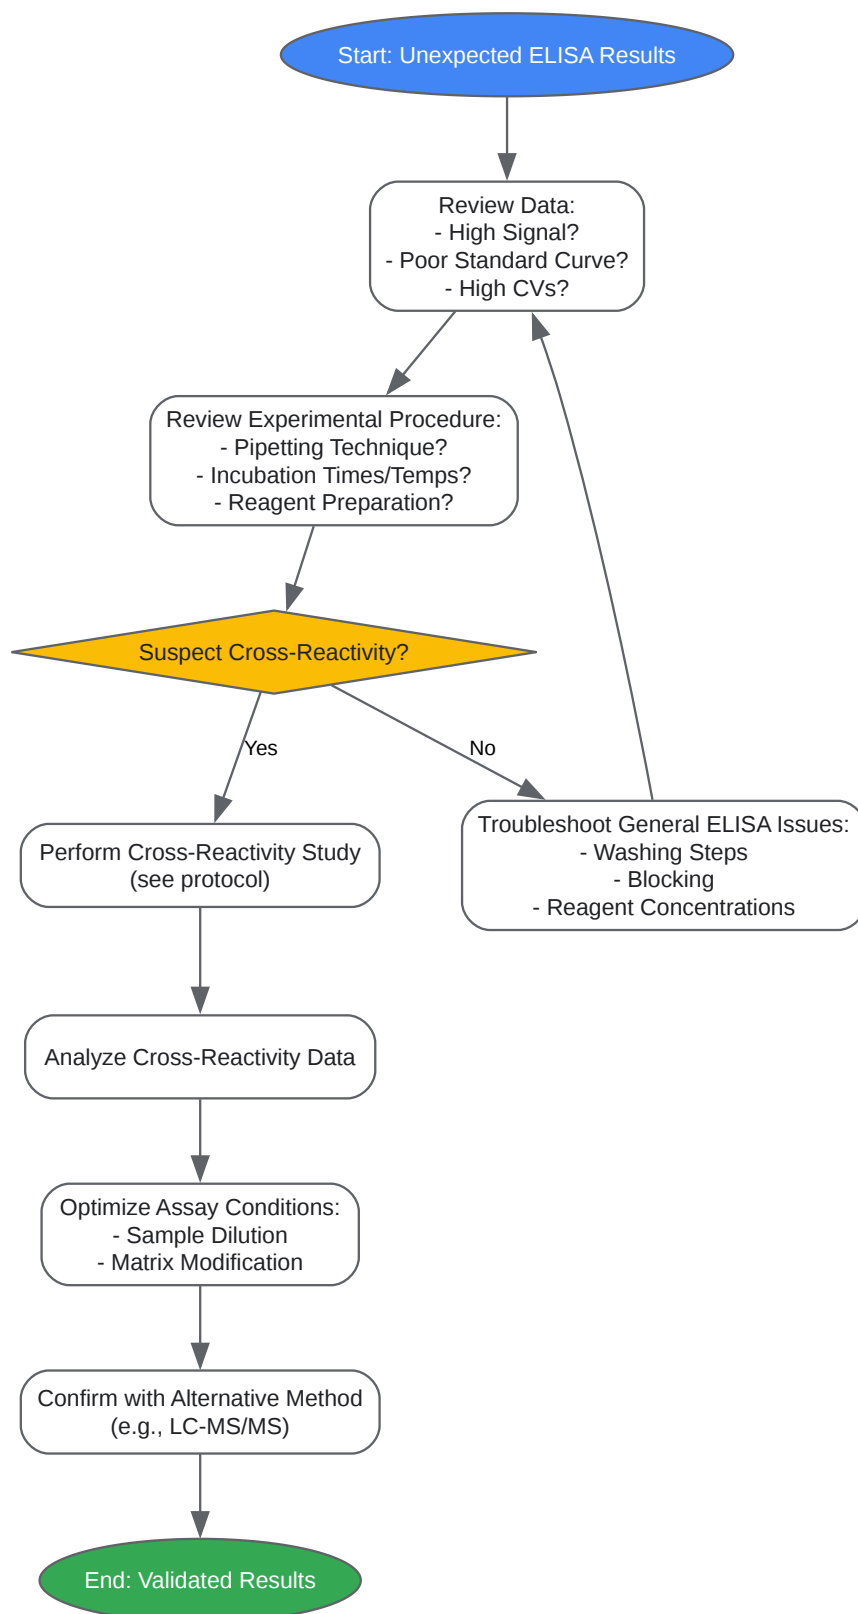 Start: Unexpected ELISA Results
Review Data:
- High Signal?
- Poor Standard Curve?
- High CVs?
Review Experimental Procedure:
- Pipetting Technique?
- Incubation Times/Temps?
- Reagent Preparation?
Suspect Cross-Reactivity?
Yes
No
Perform Cross-Reactivity Study
(see protocol)
Troubleshoot General ELISA Issues:
- Washing Steps
- Blocking
- Reagent Concentrations
Analyze Cross-Reactivity Data
Optimize Assay Conditions:
- Sample Dilution
- Matrix Modification
Confirm with Alternative Method
(e.g., LC-MS/MS)
End: Validated Results